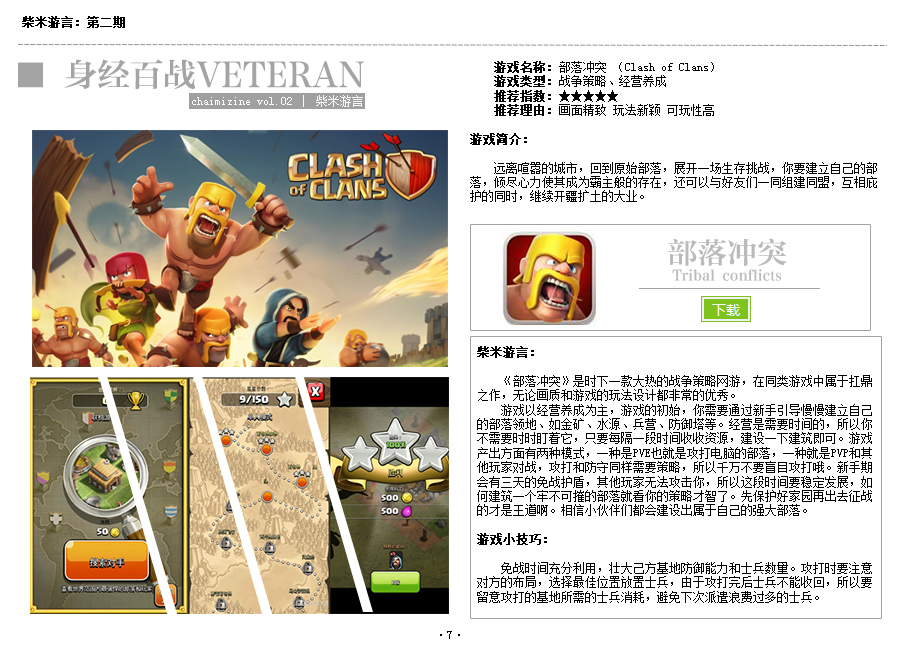 柴米游言：第二期
身经百战VETERAN
chaimizine vol.02 | 柴米游言
CLASH
OF CLANS
9/150
50
搜索对手
100%
500
500
游戏名称：部落冲突 （Clash of Clans）
游戏类型：战争策略、经营养成
推荐指数：★★★★★
推荐理由：画面精致 玩法新颖 可玩性高
游戏简介：
远离喧嚣的城市，回到原始部落，展开一场生存挑战，你要建立自己的部
落，倾尽心力使其成为霸主般的存在，还可以与好友们一同组建同盟，互相庇
护的同时，继续开疆扩土的大业。
部落冲突
Tribal conflicts
下载
柴米游言：
《部落冲突》是时下一款大热的战争策略网游，在同类游戏中属于扛鼎
之作，无论画质和游戏的玩法设计都非常的优秀。
游戏以经营养成为主，游戏的初始，你需要通过新手引导慢慢建立自己
的部落领地、如金矿、水源、兵营、防御塔等。经营是需要时间的，所以你
不需要时时盯着它，只要每隔一段时间收收资源，建设一下建筑即可。游戏
产出方面有两种模式，一种是PVE也就是攻打电脑的部落，一种就是PVP和其
他玩家对战，攻打和防守同样需要策略，所以千万不要盲目攻打哦。新手期
会有三天的免战护盾，其他玩家无法攻击你，所以这段时间要稳定发展，如
何建筑一个牢不可摧的部落就看你的策略才智了。先保护好家园再出去征战
的才是王道啊。相信小伙伴们都会建设出属于自己的强大部落。
游戏小技巧：
免战时间充分利用，壮大己方基地防御能力和士兵数量。攻打时要注意
对方的布局，选择最佳位置放置士兵，由于攻打完后士兵不能收回，所以要
留意攻打的基地所需的士兵消耗，避免下次派遣浪费过多的士兵。
·7·